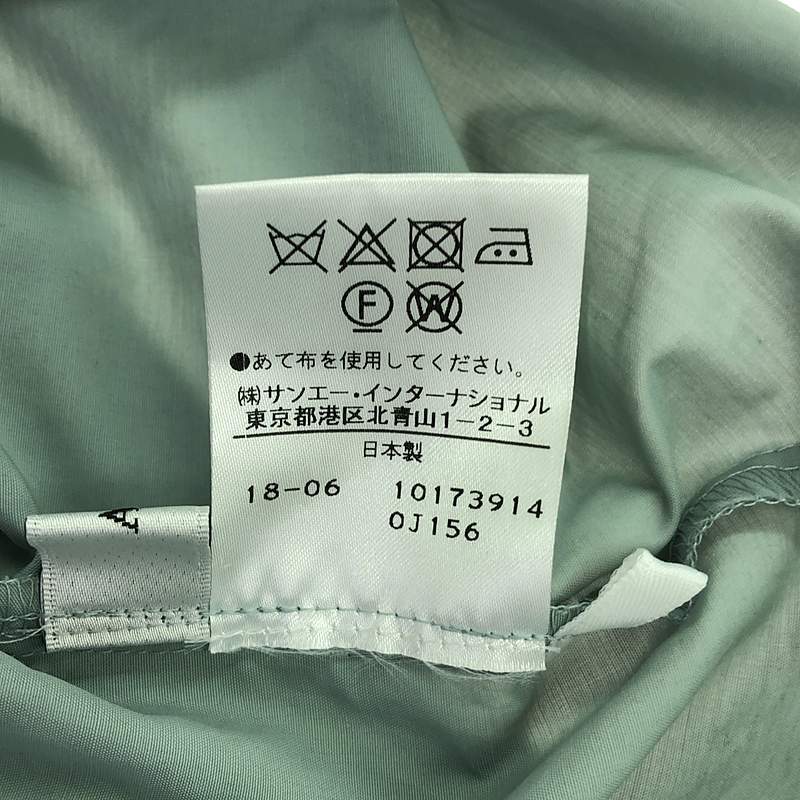 F W
●あて布を使用してください。
㈱サンエー・インターナショナル
東京都港区北青山1-2-3
日本製
18-06 10173914
0J156
A